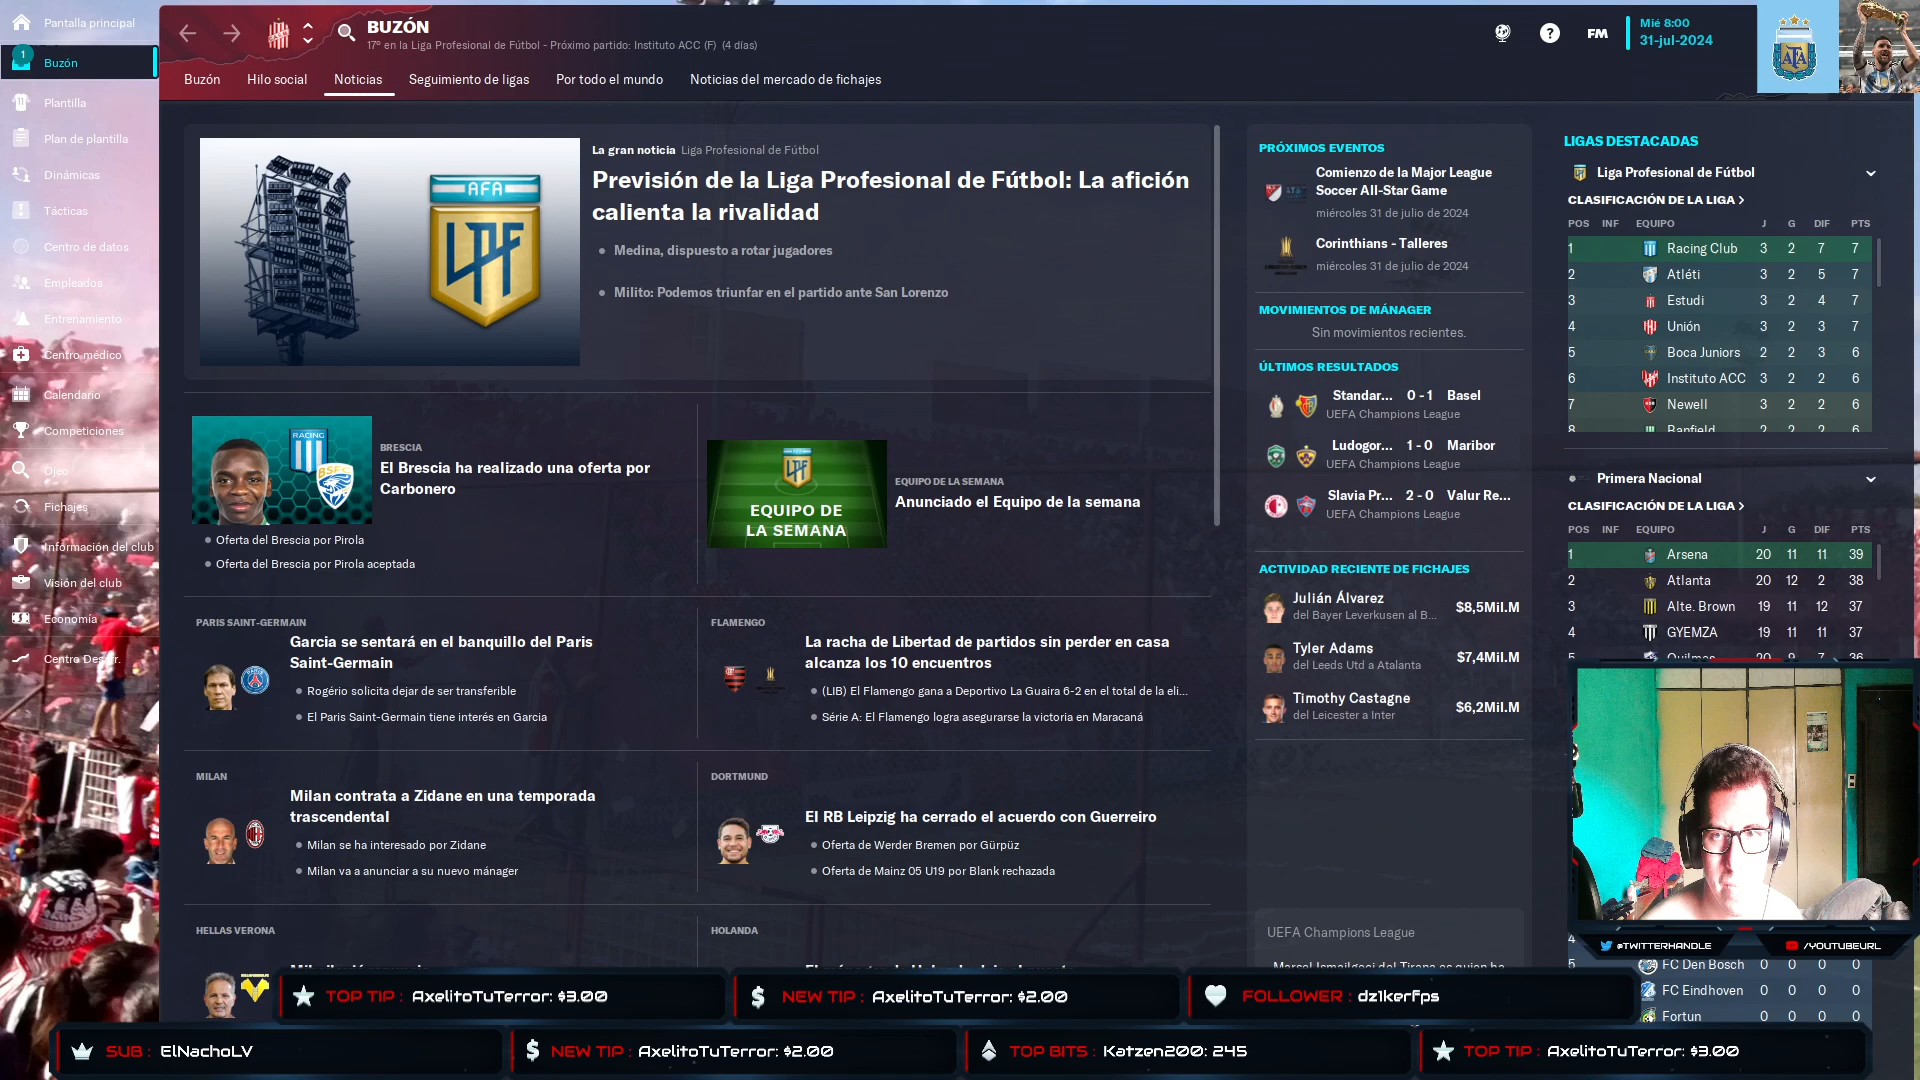 Pantalla principal
1
Buzón
Plantilla
Plan de plantilla
Dinámicas
Tácticas
Centro de datos
Empleados
Entrenamiento
Centro médico
Calendario
Competiciones
Ojeo
Fichajes
Información del club
Visión del club
Economía
BUZÓN
17º en la Liga Profesional de Fútbol - Próximo partido: Instituto ACC (F) (4 días)
FM
Mié 8:00
31-jul-2024
AFA
Buzón Hilo social Noticias Seguimiento de ligas Por todo el mundo Noticias del mercado de fichajes
AFA
LPF
La gran noticia Liga Profesional de Fútbol
Previsión de la Liga Profesional de Fútbol: La afición
calienta la rivalidad
Medina, dispuesto a rotar jugadores
Milito: Podemos triunfar en el partido ante San Lorenzo
RACING
BSFC
BRESCIA
El Brescia ha realizado una oferta por
Carbonero
Oferta del Brescia por Pirola
Oferta del Brescia por Pirola aceptada
EQUIPO DE
LA SEMANA
EQUIPO DE LA SEMANA
Anunciado el Equipo de la semana
PARIS SAINT-GERMAIN
Garcia se sentará en el banquillo del Paris
Saint-Germain
Rogério solicita dejar de ser transferible
El Paris Saint-Germain tiene interés en Garcia
FLAMENGO
La racha de Libertad de partidos sin perder en casa
alcanza los 10 encuentros
(LIB) El Flamengo gana a Deportivo La Guaira 6-2 en el total de la eli...
Série A: El Flamengo logra asegurarse la victoria en Maracaná
MILAN
Milan contrata a Zidane en una temporada
trascendental
Milan se ha interesado por Zidane
Milan va a anunciar a su nuevo mánager
DORTMUND
El RB Leipzig ha cerrado el acuerdo con Guerreiro
Oferta de Werder Bremen por Gürpüz
Oferta de Mainz 05 U19 por Blank rechazada
HELLAS VERONA
HOLANDA
PRÓXIMOS EVENTOS
Comienzo de la Major League
Soccer All-Star Game
miércoles 31 de julio de 2024
Corinthians - Talleres
miércoles 31 de julio de 2024
MOVIMIENTOS DE MÁNAGER
Sin movimientos recientes.
ÚLTIMOS RESULTADOS
Standar... 0 - 1 Basel
UEFA Champions League
Ludogor... 1 - 0 Maribor
UEFA Champions League
Slavia Pr... 2 - 0 Valur Re...
UEFA Champions League
ACTIVIDAD RECIENTE DE FICHAJES
Julián Álvarez
del Bayer Leverkusen al B...
$8,5Mil.M
Tyler Adams
del Leeds Utd a Atalanta
$7,4Mil.M
Timothy Castagne
del Leicester a Inter
$6,2Mil.M
UEFA Champions League
LIGAS DESTACADAS
Liga Profesional de Fútbol
CLASIFICACIÓN DE LA LIGA >
POS INF EQUIPO J G DIF PTS
1 Racing Club 3 2 7 7
2 Atléti 3 2 5 7
3 Estudi 3 2 4 7
4 Unión 3 2 3 7
5 Boca Juniors 2 2 3 6
6 Instituto ACC 3 2 2 6
7 Newell 3 2 2 6
8 Banfield 2 2 2 6
Primera Nacional
CLASIFICACIÓN DE LA LIGA >
POS INF EQUIPO J G DIF PTS
1 Arsena 20 11 11 39
2 Atlanta 20 12 2 38
3 Alte. Brown 19 11 12 37
4 GYEMZA 19 11 11 37
5 Quilmes 20 9 7 36
@TWITTERHANDLE
/YOUTUBEURL
4
5 FC Den Bosch 0 0 0 0
FC Eindhoven 0 0 0 0
Fortun 0 0 0 0
TOP TIP : AxelitoTuTerror: $3.00
NEW TIP : AxelitoTuTerror: $2.00
FOLLOWER : dz1kerfps
SUB : ElNachoLV
NEW TIP : AxelitoTuTerror: $2.00
TOP BITS : Katzen200: 245
TOP TIP : AxelitoTuTerror: $3.00